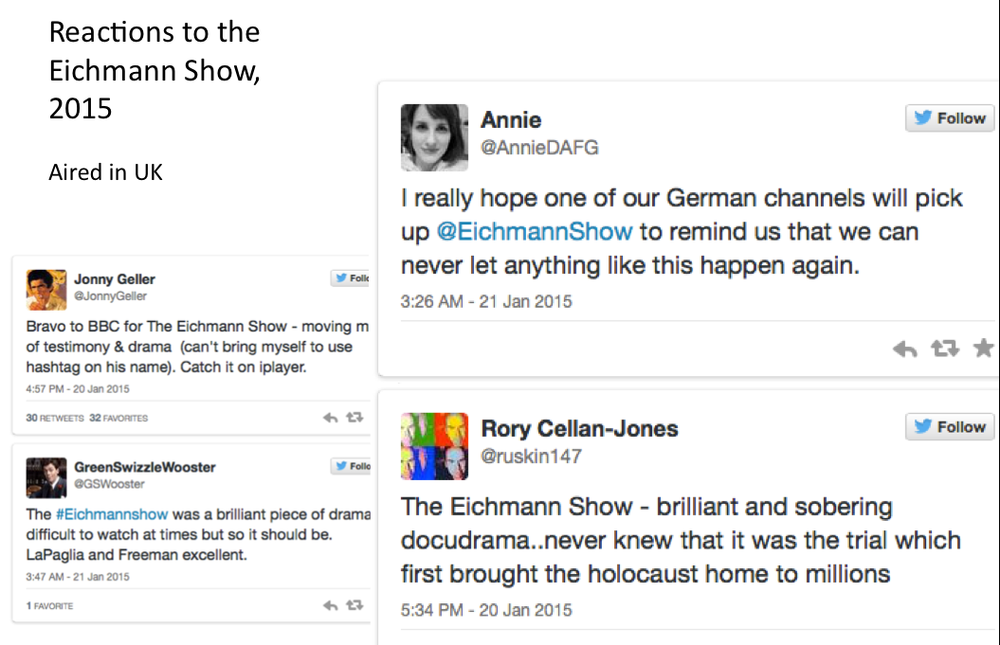 Reactions to the
Eichmann Show,
2015
Aired in UK
Jonny Geller
@JonnyGeller
Bravo to BBC for The Eichmann Show - moving m
of testimony & drama (can't bring myself to use
hashtag on his name). Catch it on iplayer.
4:57 PM - 20 Jan 2015
30 RETWEETS 32 FAVORITES
GreenSwizzleWooster
@GSWooster
The #Eichmannshow was a brilliant piece of drama
difficult to watch at times but so it should be.
LaPaglia and Freeman excellent.
3:47 AM - 21 Jan 2015
1 FAVORITE
Annie
Follow
@AnnieDAFG
I really hope one of our German channels will pick
up @EichmannShow to remind us that we can
never let anything like this happen again.
3:26 AM - 21 Jan 2015
Rory Cellan-Jones
Follow
@ruskin147
The Eichmann Show - brilliant and sobering
docudrama..never knew that it was the trial which
first brought the holocaust home to millions
5:34 PM - 20 Jan 2015